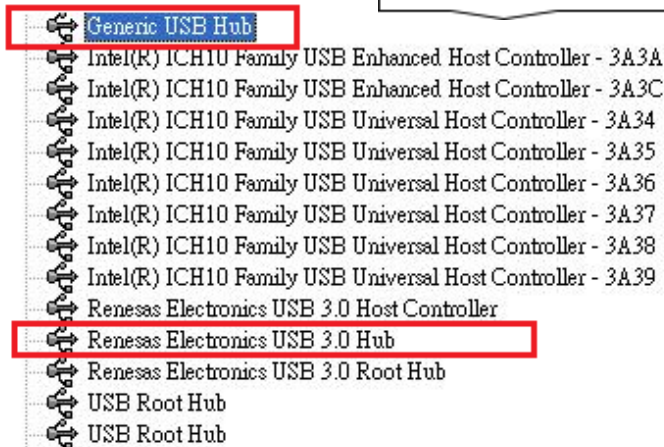 Generic USB Hub
Intel(R) ICH10 Family USB Enhanced Host Controller - 3A3A
Intel(R) ICH10 Family USB Enhanced Host Controller - 3A3C
Intel(R) ICH10 Family USB Universal Host Controller - 3A34
Intel(R) ICH10 Family USB Universal Host Controller - 3A35
Intel(R) ICH10 Family USB Universal Host Controller - 3A36
Intel(R) ICH10 Family USB Universal Host Controller - 3A37
Intel(R) ICH10 Family USB Universal Host Controller - 3A38
Intel(R) ICH10 Family USB Universal Host Controller - 3A39
Renesas Electronics USB 3.0 Host Controller
Renesas Electronics USB 3.0 Hub
Renesas Electronics USB 3.0 Root Hub
USB Root Hub
USB Root Hub